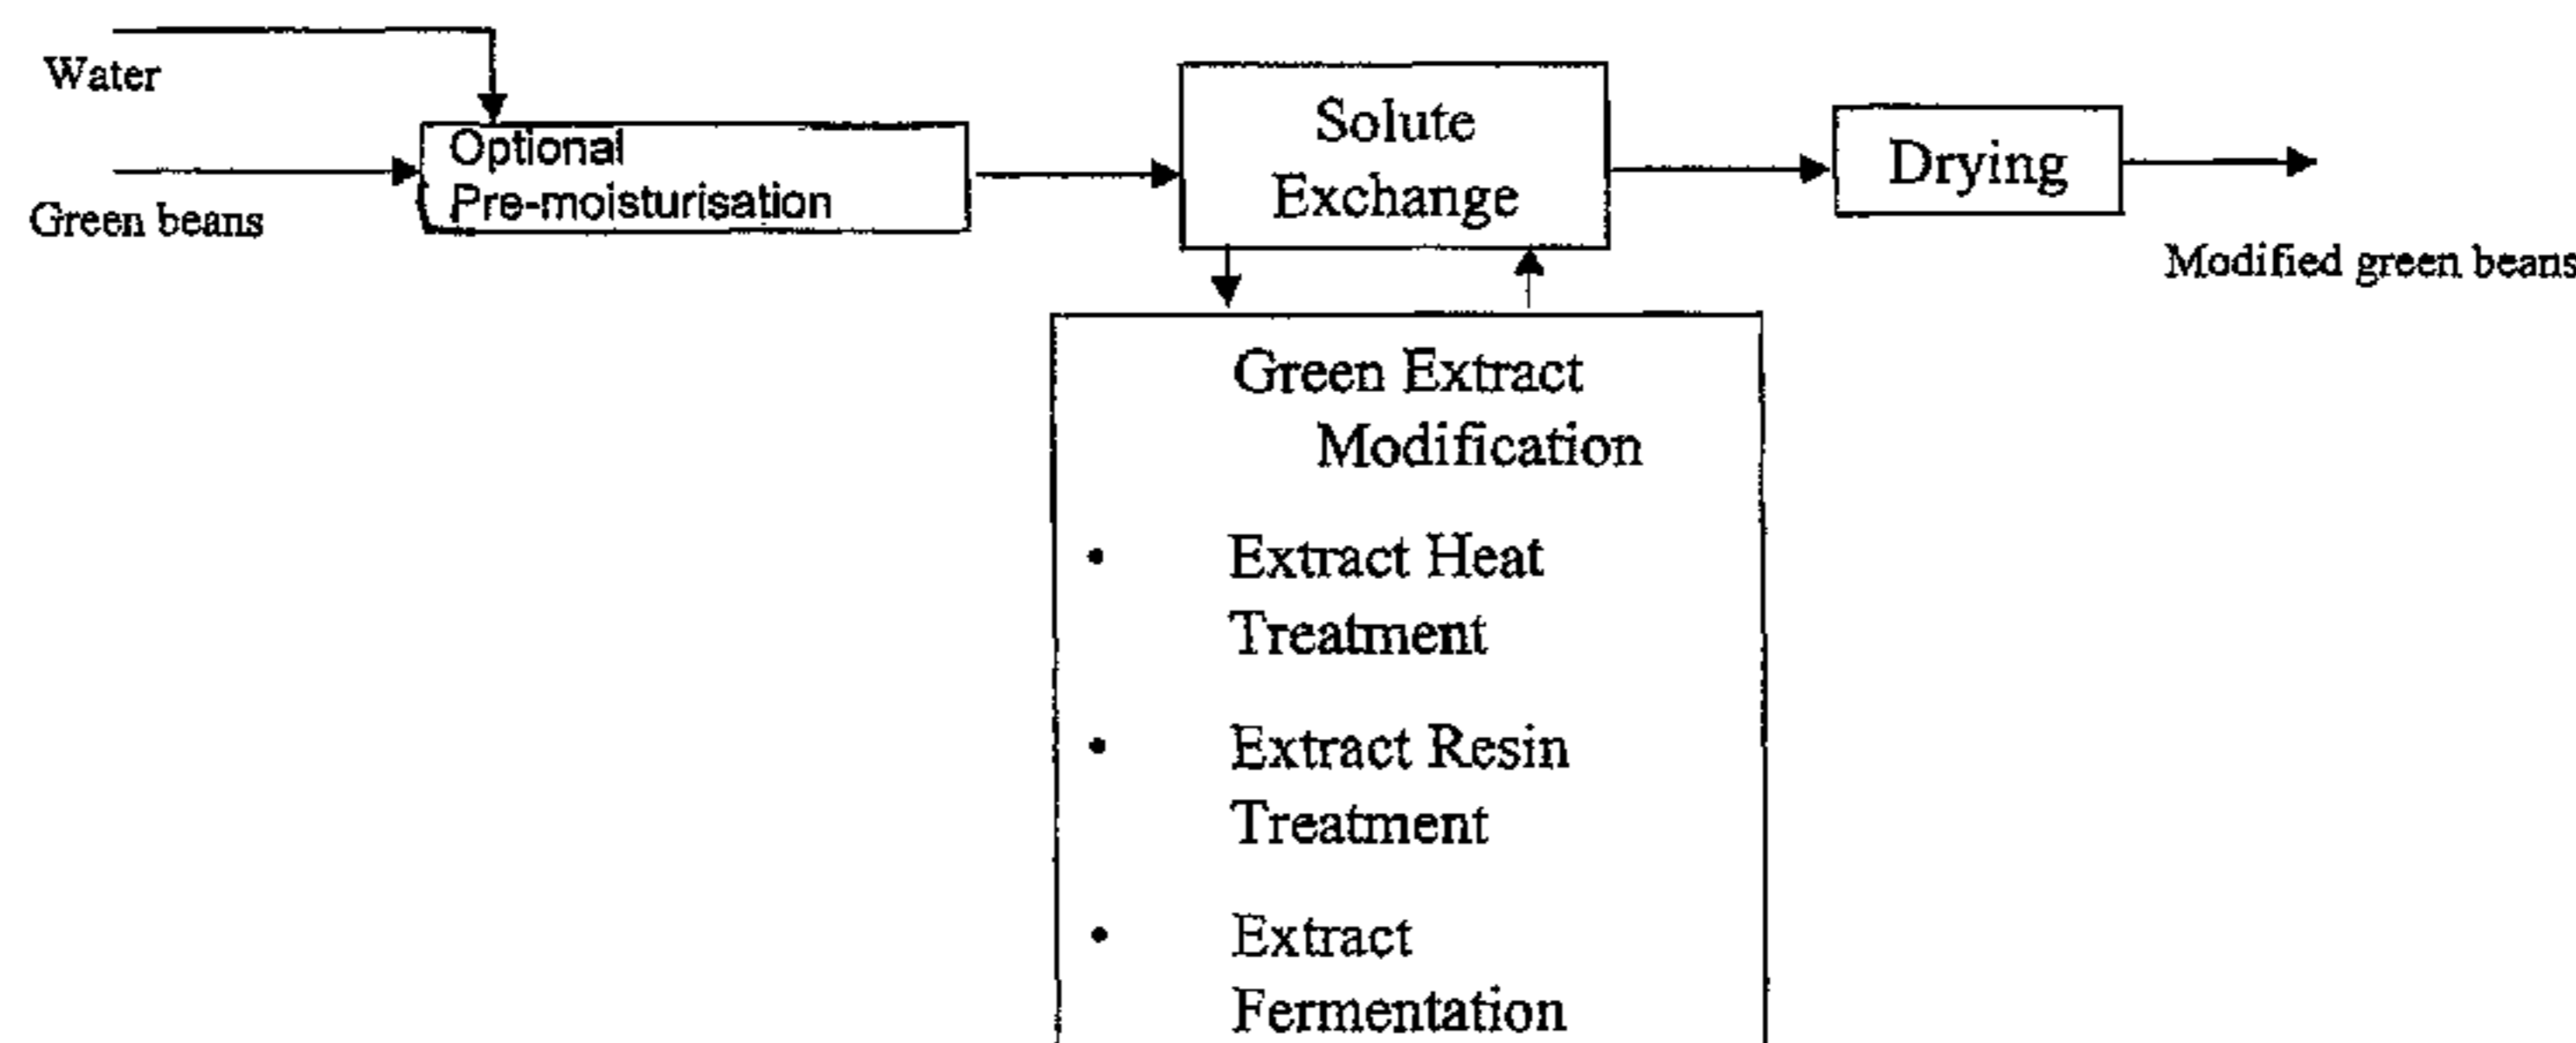 Water
Green beans
Optional
Pre-moisturisation
Solute
Exchange
Drying
Modified green beans
Green Extract
Modification
• Extract Heat
Treatment
• Extract Resin
Treatment
• Extract
Fermentation